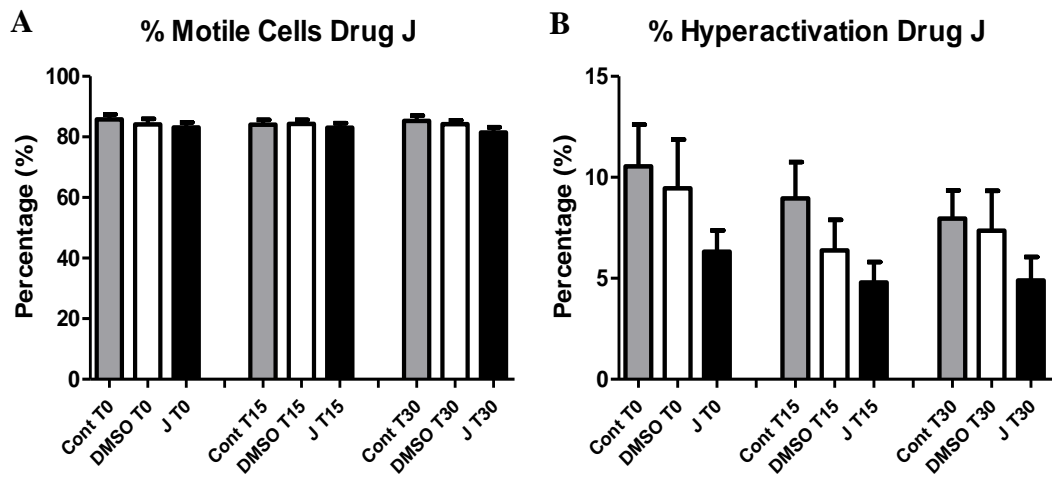 A
% Motile Cells Drug J
Percentage (%)
100
80
60
40
20
0
Cont T0
DMSO T0
J T0
Cont T15
DMSO T15
J T15
Cont T30
DMSO T30
J T30
B
% Hyperactivation Drug J
Percentage (%)
15
10
5
0
Cont T0
DMSO T0
J T0
Cont T15
DMSO T15
J T15
Cont T30
DMSO T30
J T30